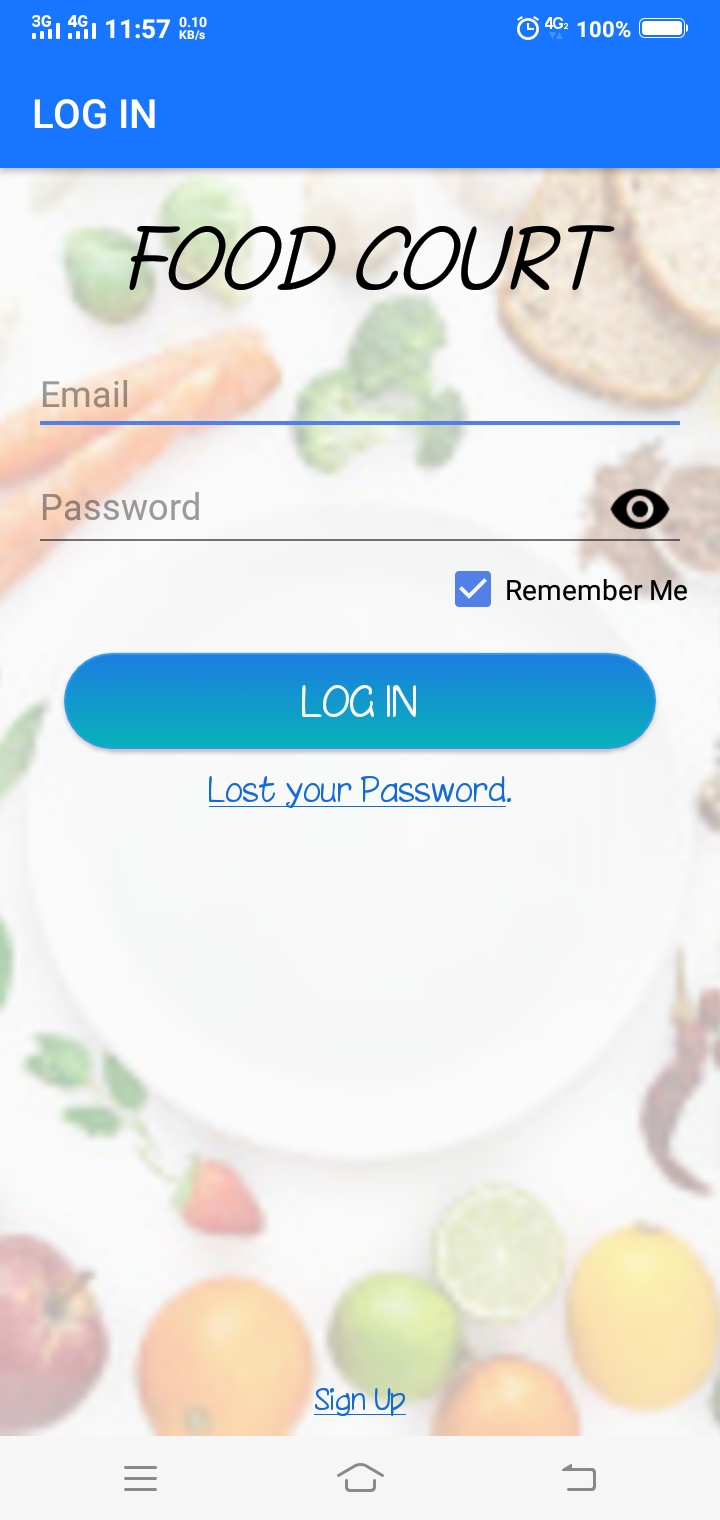 3G 4G 11:57 0.10 KB/s 4G2 100%
LOG IN
FOOD COURT
Email
Password
Remember Me
LOG IN
Lost your Password.
Sign Up